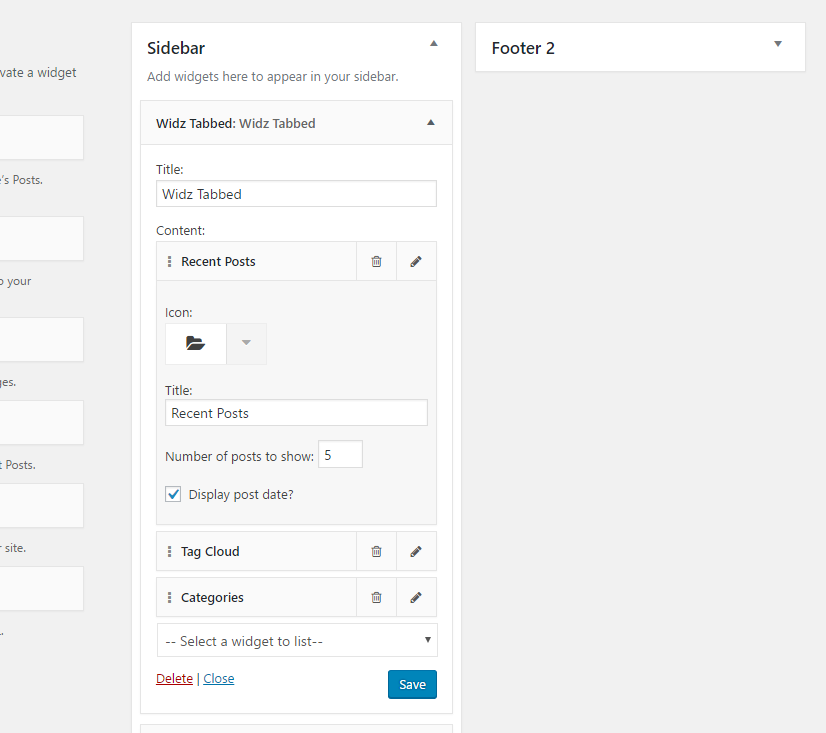 vate a widget
's Posts.
o your
ges.
t Posts.
r site.
Sidebar
Add widgets here to appear in your sidebar.
Widz Tabbed: Widz Tabbed
Title:
Widz Tabbed
Content:
Recent Posts
Icon:
Title:
Recent Posts
Number of posts to show: 5
Display post date?
Tag Cloud
Categories
-- Select a widget to list--
Delete | Close
Save
Footer 2